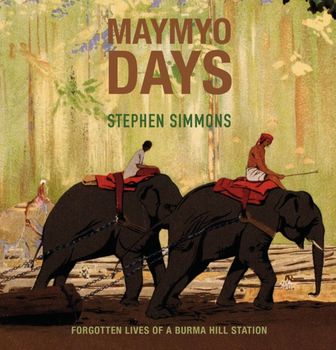 MAYMYO
DAYS
STEPHEN SIMMONS
FORGOTTEN LIVES OF A BURMA HILL STATION